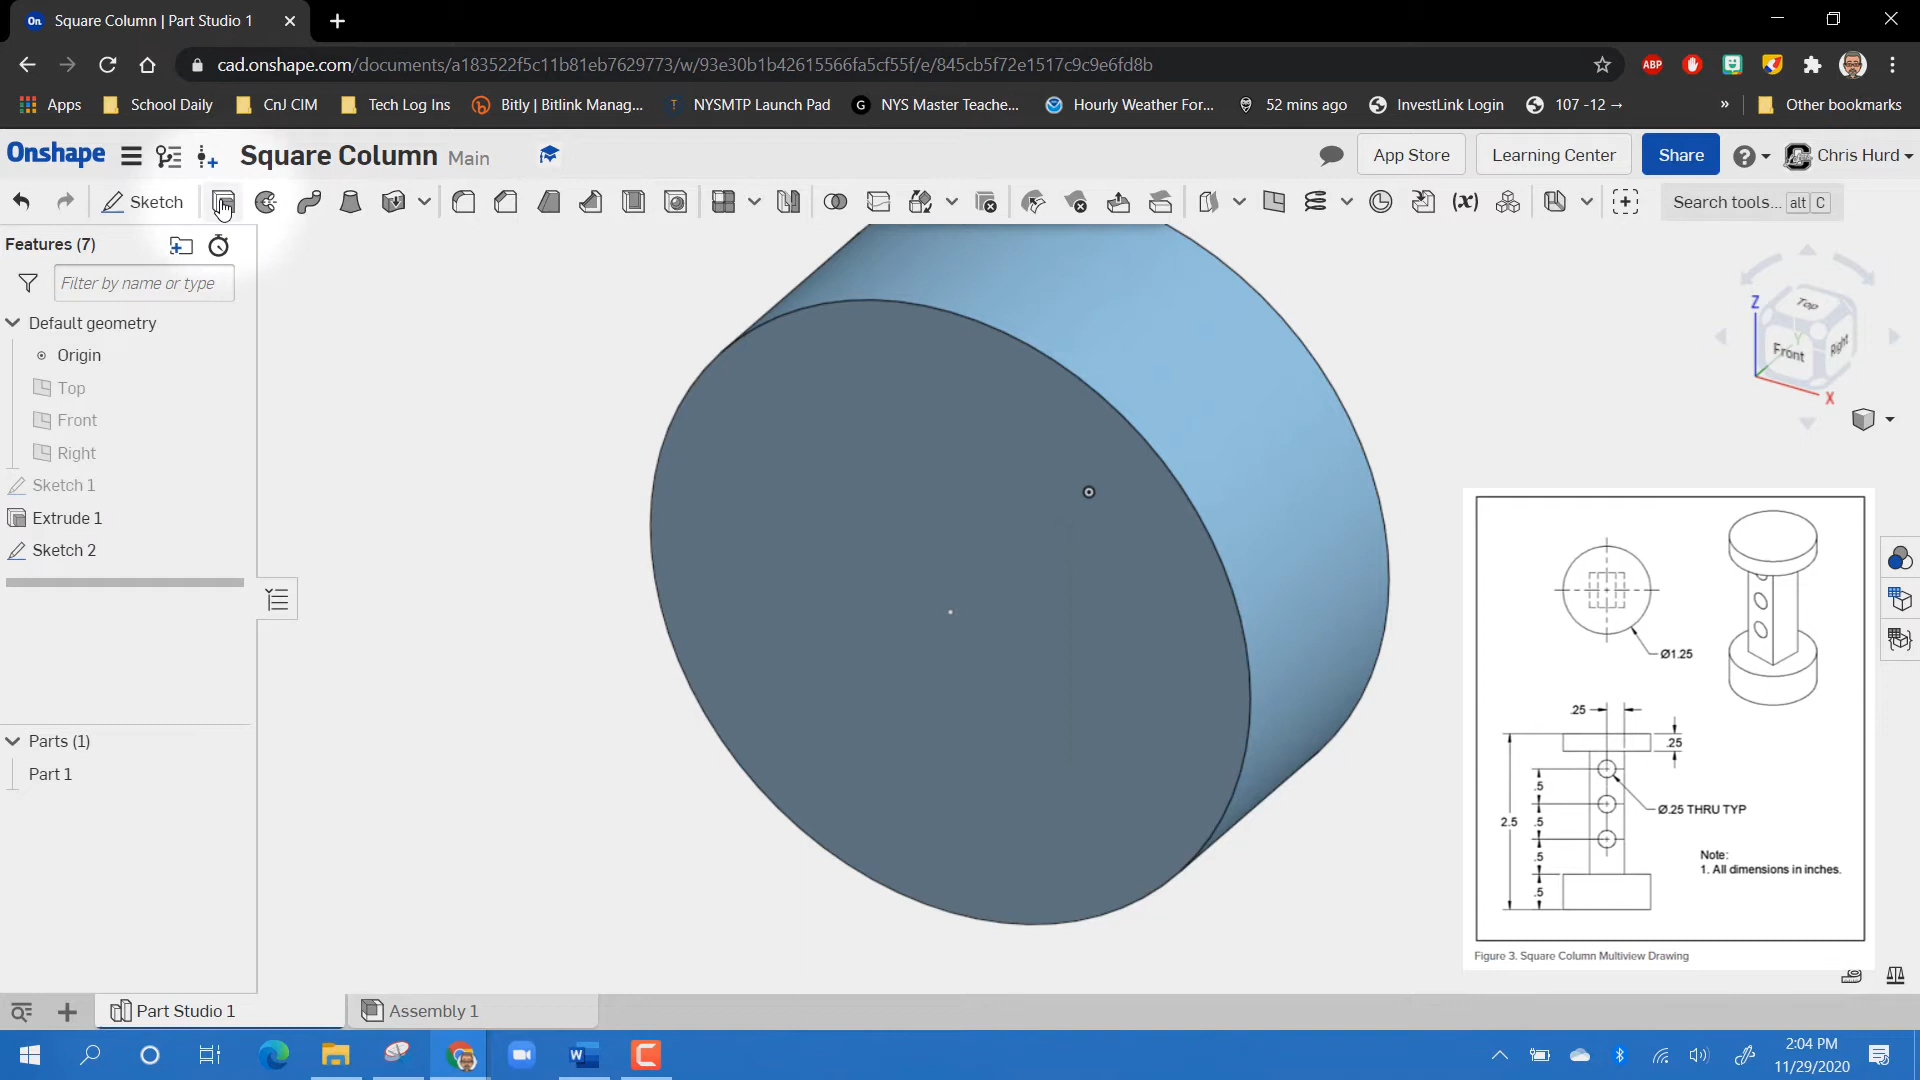 On Square Column | Part Studio 1
cad.onshape.com/documents/a183522f5c11b81eb7629773/w/93e30b1b42615566fa5cf55f/e/845cb5f72e1517c9c9e6fd8b
ABP
Apps School Daily CnJ CIM Tech Log Ins Bitly | Bitlink Manag... T NYSMTP Launch Pad G NYS Master Teache... Hourly Weather For... 52 mins ago InvestLink Login 107 -12 → » Other bookmarks
Onshape Square Column Main App Store Learning Center Share Chris Hurd
Sketch (x) Search tools... alt C
Features (7)
Filter by name or type
Default geometry
Origin
Top
Front
Right
Sketch 1
Extrude 1
Sketch 2
Parts (1)
Part 1
Z
Top
Y
Front
Right
X
Ø1.25
.25
.25
.5
.5
.5
.5
2.5
Ø.25 THRU TYP
Note:
1. All dimensions in inches.
Figure 3. Square Column Multiview Drawing
Part Studio 1 Assembly 1
2:04 PM
11/29/2020